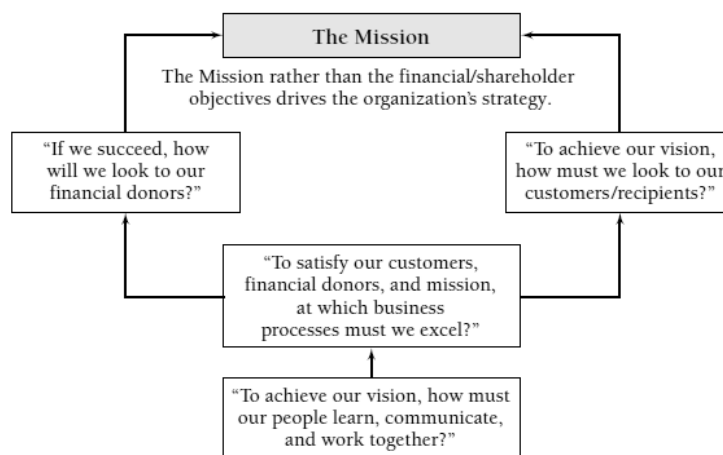 The Mission
The Mission rather than the financial/shareholder
objectives drives the organization’s strategy.
“If we succeed, how
will we look to our
financial donors?”
“To achieve our vision,
how must we look to our
customers/recipients?”
“To satisfy our customers,
financial donors, and mission,
at which business
processes must we excel?”
“To achieve our vision, how must
our people learn, communicate,
and work together?”